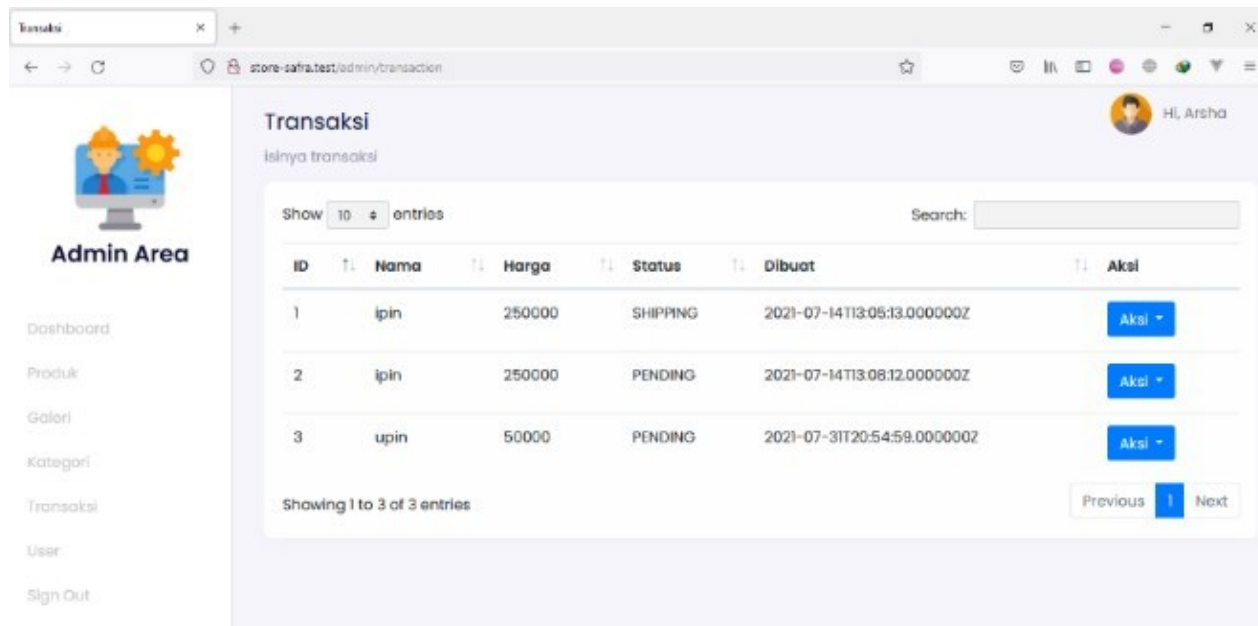 Transaksi
store-safra.test/admin/transaction
Hi, Arsha
Transaksi
isinya transaksi
Admin Area
Dashboard
Produk
Galeri
Kategori
Transaksi
User
Sign Out
Show 10 entries
Search:
ID Nama Harga Status Dibuat Aksi
1 ipin 250000 SHIPPING 2021-07-14T13:05:13.000000Z Aksi
2 ipin 250000 PENDING 2021-07-14T13:08:12.000000Z Aksi
3 upin 50000 PENDING 2021-07-31T20:54:59.000000Z Aksi
Showing 1 to 3 of 3 entries
Previous 1 Next